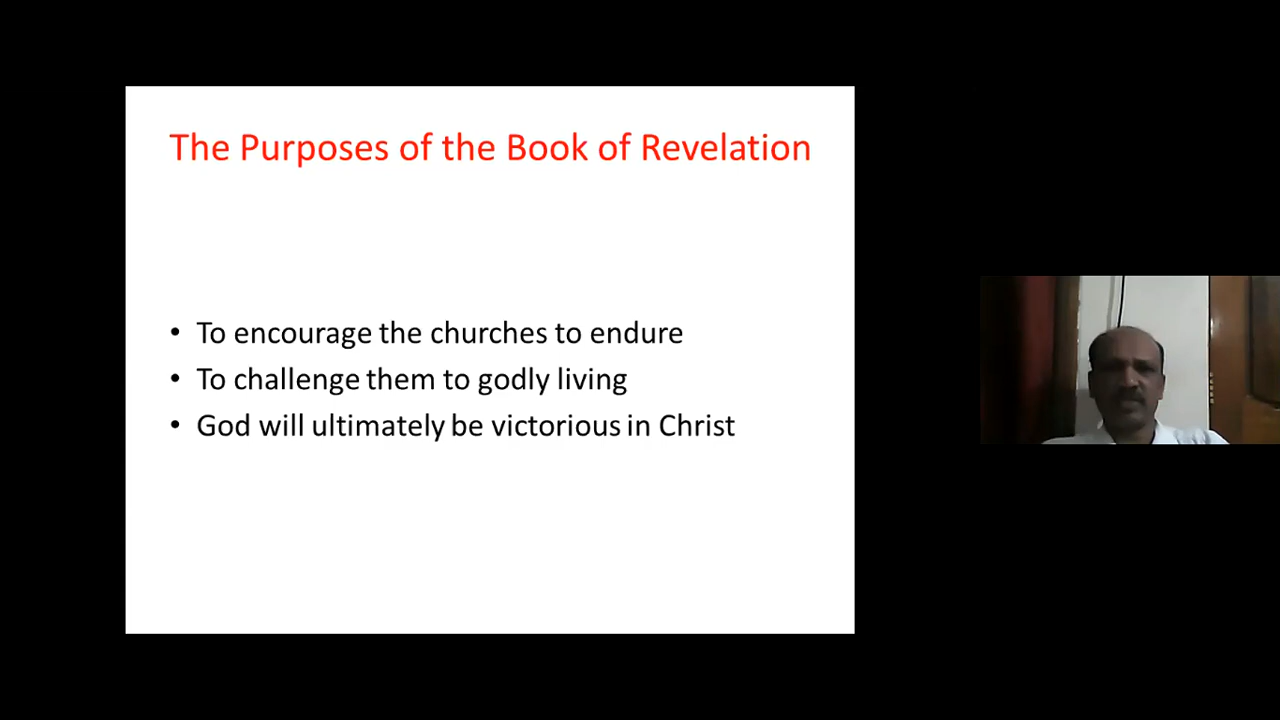 The Purposes of the Book of Revelation
• To encourage the churches to endure
• To challenge them to godly living
• God will ultimately be victorious in Christ